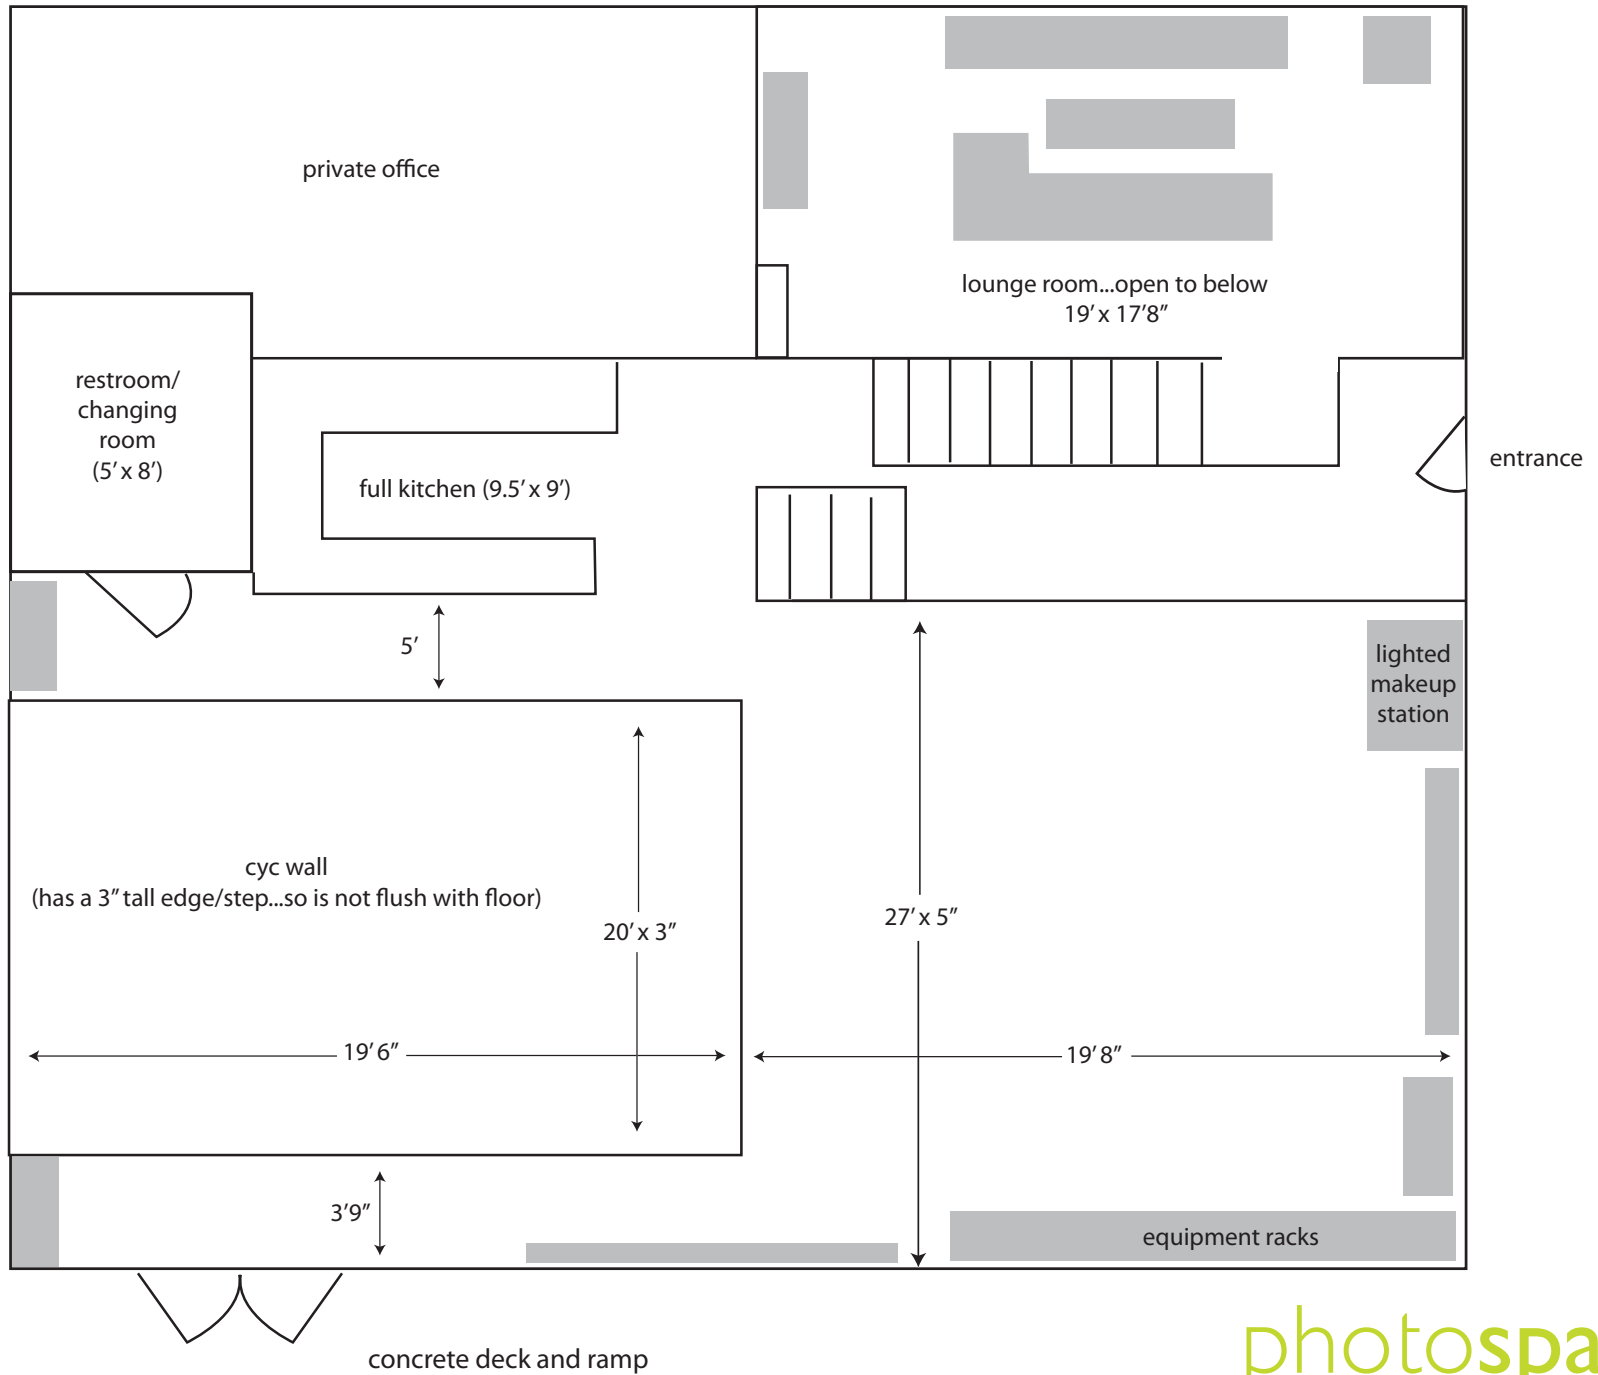 private office
lounge room...open to below
19’ x 17’8”
restroom/
changing
room
(5’ x 8’)
full kitchen (9.5’ x 9’)
entrance
5’
lighted
makeup
station
cyc wall
(has a 3” tall edge/step...so is not flush with floor)
20’ x 3”
27’ x 5”
19’ 6”
19’ 8”
3’9”
equipment racks
concrete deck and ramp
photospa